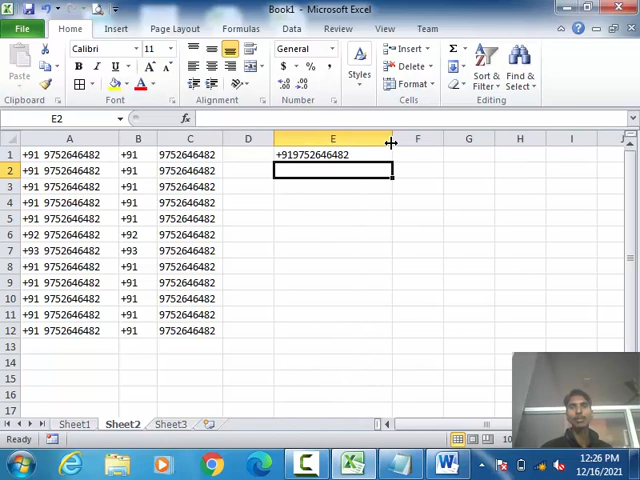 Book1 - Microsoft Excel
File Home Insert Page Layout Formulas Data Review View Team
Calibri 11 General Insert Σ
Paste B I U A $ % , Styles Delete Sort & Find &
Format Filter Select
Clipboard Font Alignment Number Cells Editing
E2 fx
A B C D E F G H I J
1 +91 9752646482 +91 9752646482 +919752646482
2 +91 9752646482 +91 9752646482
3 +91 9752646482 +91 9752646482
4 +91 9752646482 +91 9752646482
5 +91 9752646482 +91 9752646482
6 +92 9752646482 +92 9752646482
7 +93 9752646482 +93 9752646482
8 +91 9752646482 +91 9752646482
9 +91 9752646482 +91 9752646482
10 +91 9752646482 +91 9752646482
11 +91 9752646482 +91 9752646482
12 +91 9752646482 +91 9752646482
13
14
15
16
17
Sheet1 Sheet2 Sheet3
Ready 10
12:26 PM
12/16/2021